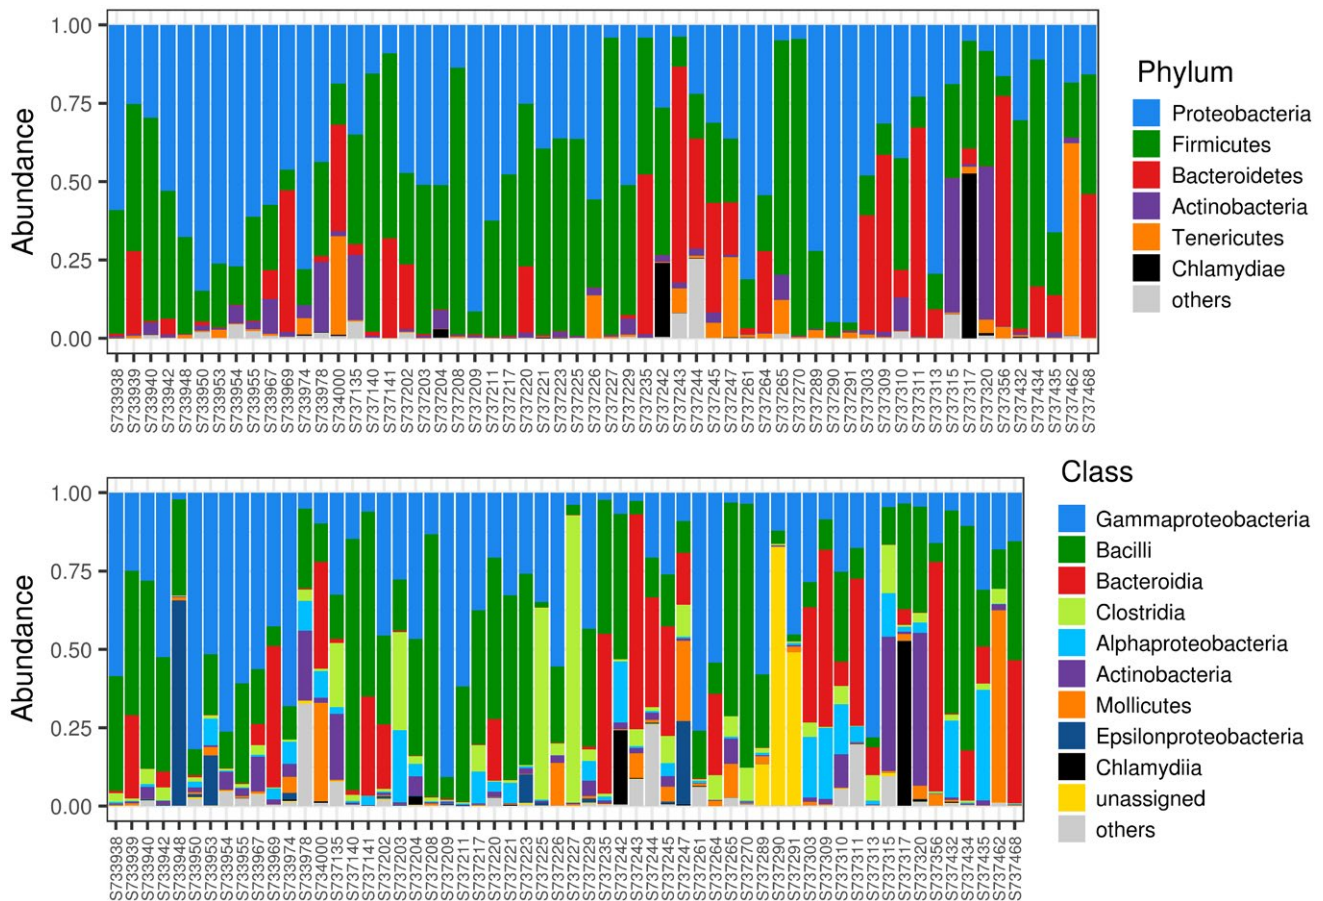 Abundance
1.00
0.75
0.50
0.25
0.00
S733938
S733939
S733940
S733942
S733948
S733950
S733953
S733954
S733955
S733967
S733969
S733974
S733978
S734000
S737135
S737140
S737141
S737202
S737203
S737204
S737208
S737209
S737211
S737217
S737220
S737221
S737223
S737225
S737226
S737227
S737229
S737235
S737242
S737243
S737244
S737245
S737247
S737261
S737264
S737265
S737270
S737289
S737290
S737291
S737303
S737309
S737310
S737311
S737313
S737315
S737317
S737320
S737356
S737432
S737434
S737435
S737462
S737468
Phylum
Proteobacteria
Firmicutes
Bacteroidetes
Actinobacteria
Tenericutes
Chlamydiae
others
Abundance
1.00
0.75
0.50
0.25
0.00
S733938
S733939
S733940
S733942
S733948
S733950
S733953
S733954
S733955
S733967
S733969
S733974
S733978
S734000
S737135
S737140
S737141
S737202
S737203
S737204
S737208
S737209
S737211
S737217
S737220
S737221
S737223
S737225
S737226
S737227
S737229
S737235
S737242
S737243
S737244
S737245
S737247
S737261
S737264
S737265
S737270
S737289
S737290
S737291
S737303
S737309
S737310
S737311
S737313
S737315
S737317
S737320
S737356
S737432
S737434
S737435
S737462
S737468
Class
Gammaproteobacteria
Bacilli
Bacteroidia
Clostridia
Alphaproteobacteria
Actinobacteria
Mollicutes
Epsilonproteobacteria
Chlamydiia
unassigned
others